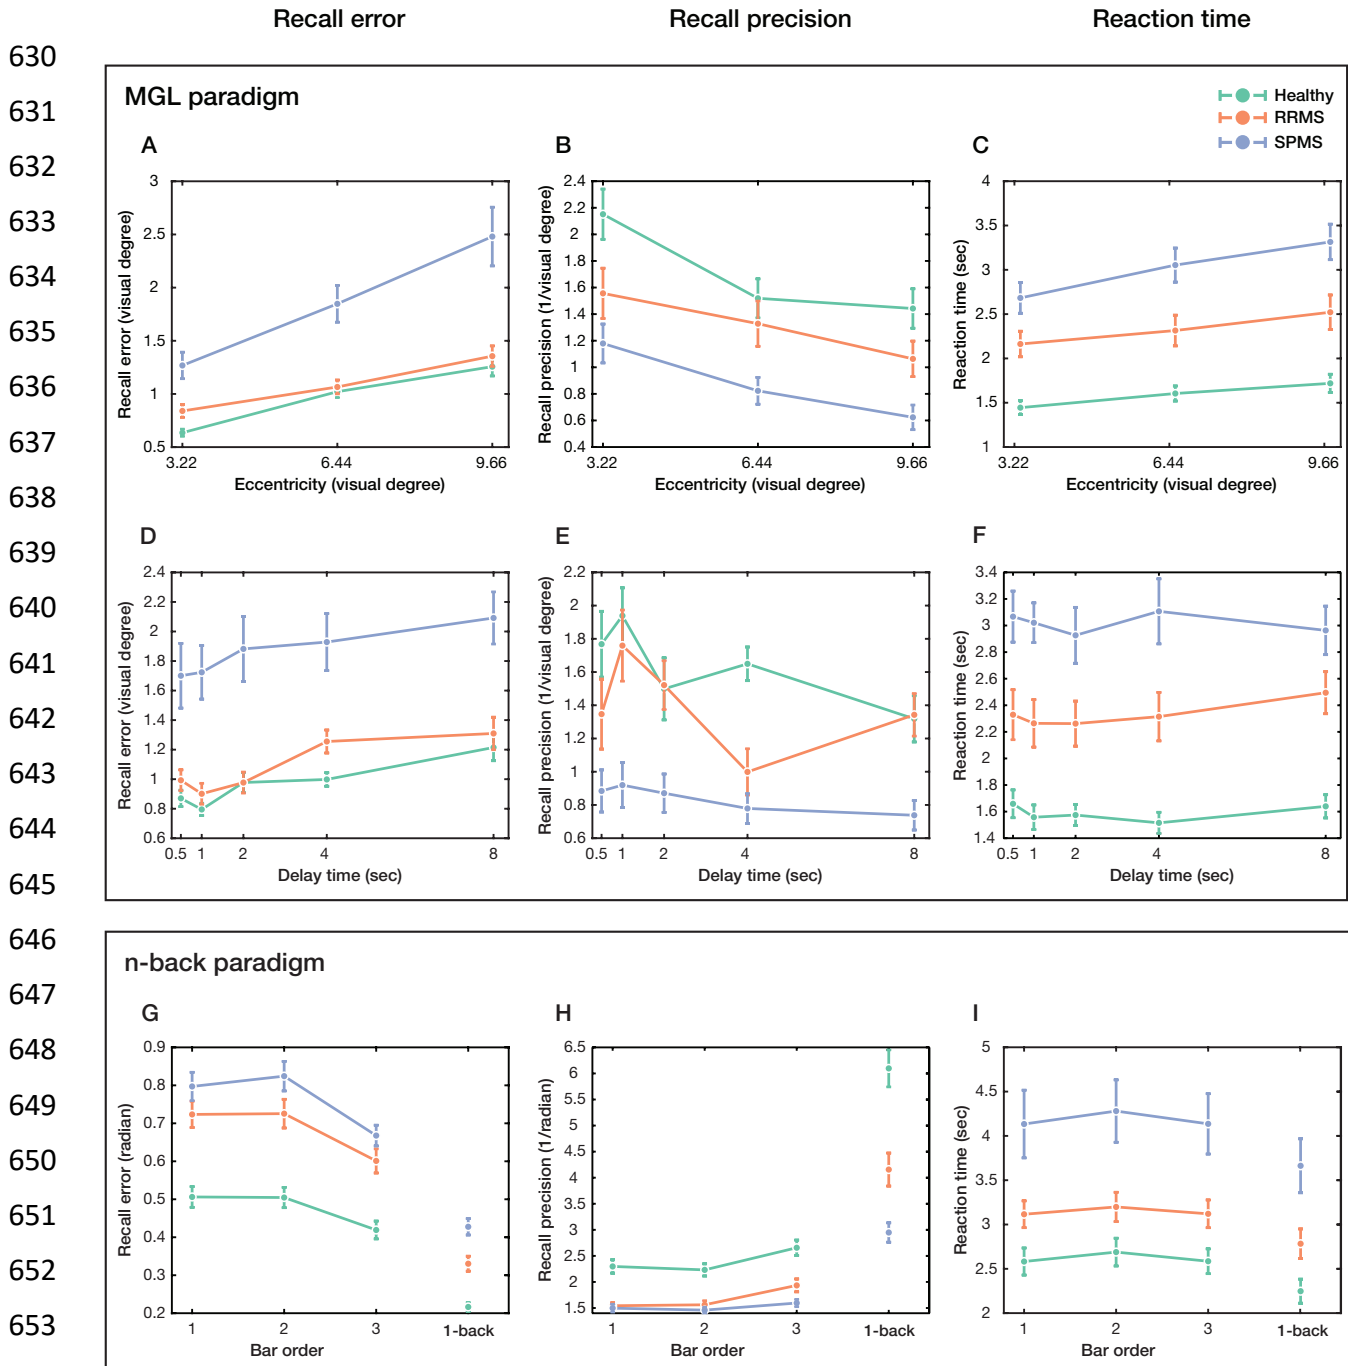 Recall error Recall precision Reaction time
630
631
632
633
634
635
636
637
638
639
640
641
642
643
644
645
646
647
648
649
650
651
652
653
MGL paradigm
Healthy
RRMS
SPMS
A
3
2.5
2
1.5
1
0.5
Recall error (visual degree)
3.22 6.44 9.66
Eccentricity (visual degree)
B
2.4
2.2
2
1.8
1.6
1.4
1.2
1
0.8
0.6
0.4
Recall precision (1/visual degree)
3.22 6.44 9.66
Eccentricity (visual degree)
C
4
3.5
3
2.5
2
1.5
1
Reaction time (sec)
3.22 6.44 9.66
Eccentricity (visual degree)
D
2.4
2.2
2
1.8
1.6
1.4
1.2
1
0.8
0.6
Recall error (visual degree)
0.5 1 2 4 8
Delay time (sec)
E
2.2
2
1.8
1.6
1.4
1.2
1
0.8
0.6
Recall precision (1/visual degree)
0.5 1 2 4 8
Delay time (sec)
F
3.4
3.2
3
2.8
2.6
2.4
2.2
2
1.8
1.6
1.4
Reaction time (sec)
0.5 1 2 4 8
Delay time (sec)
n-back paradigm
G
0.9
0.8
0.7
0.6
0.5
0.4
0.3
0.2
Recall error (radian)
1 2 3 1-back
Bar order
H
6.5
6
5.5
5
4.5
4
3.5
3
2.5
2
1.5
Recall precision (1/radian)
1 2 3 1-back
Bar order
I
5
4.5
4
3.5
3
2.5
2
Reaction time (sec)
1 2 3 1-back
Bar order